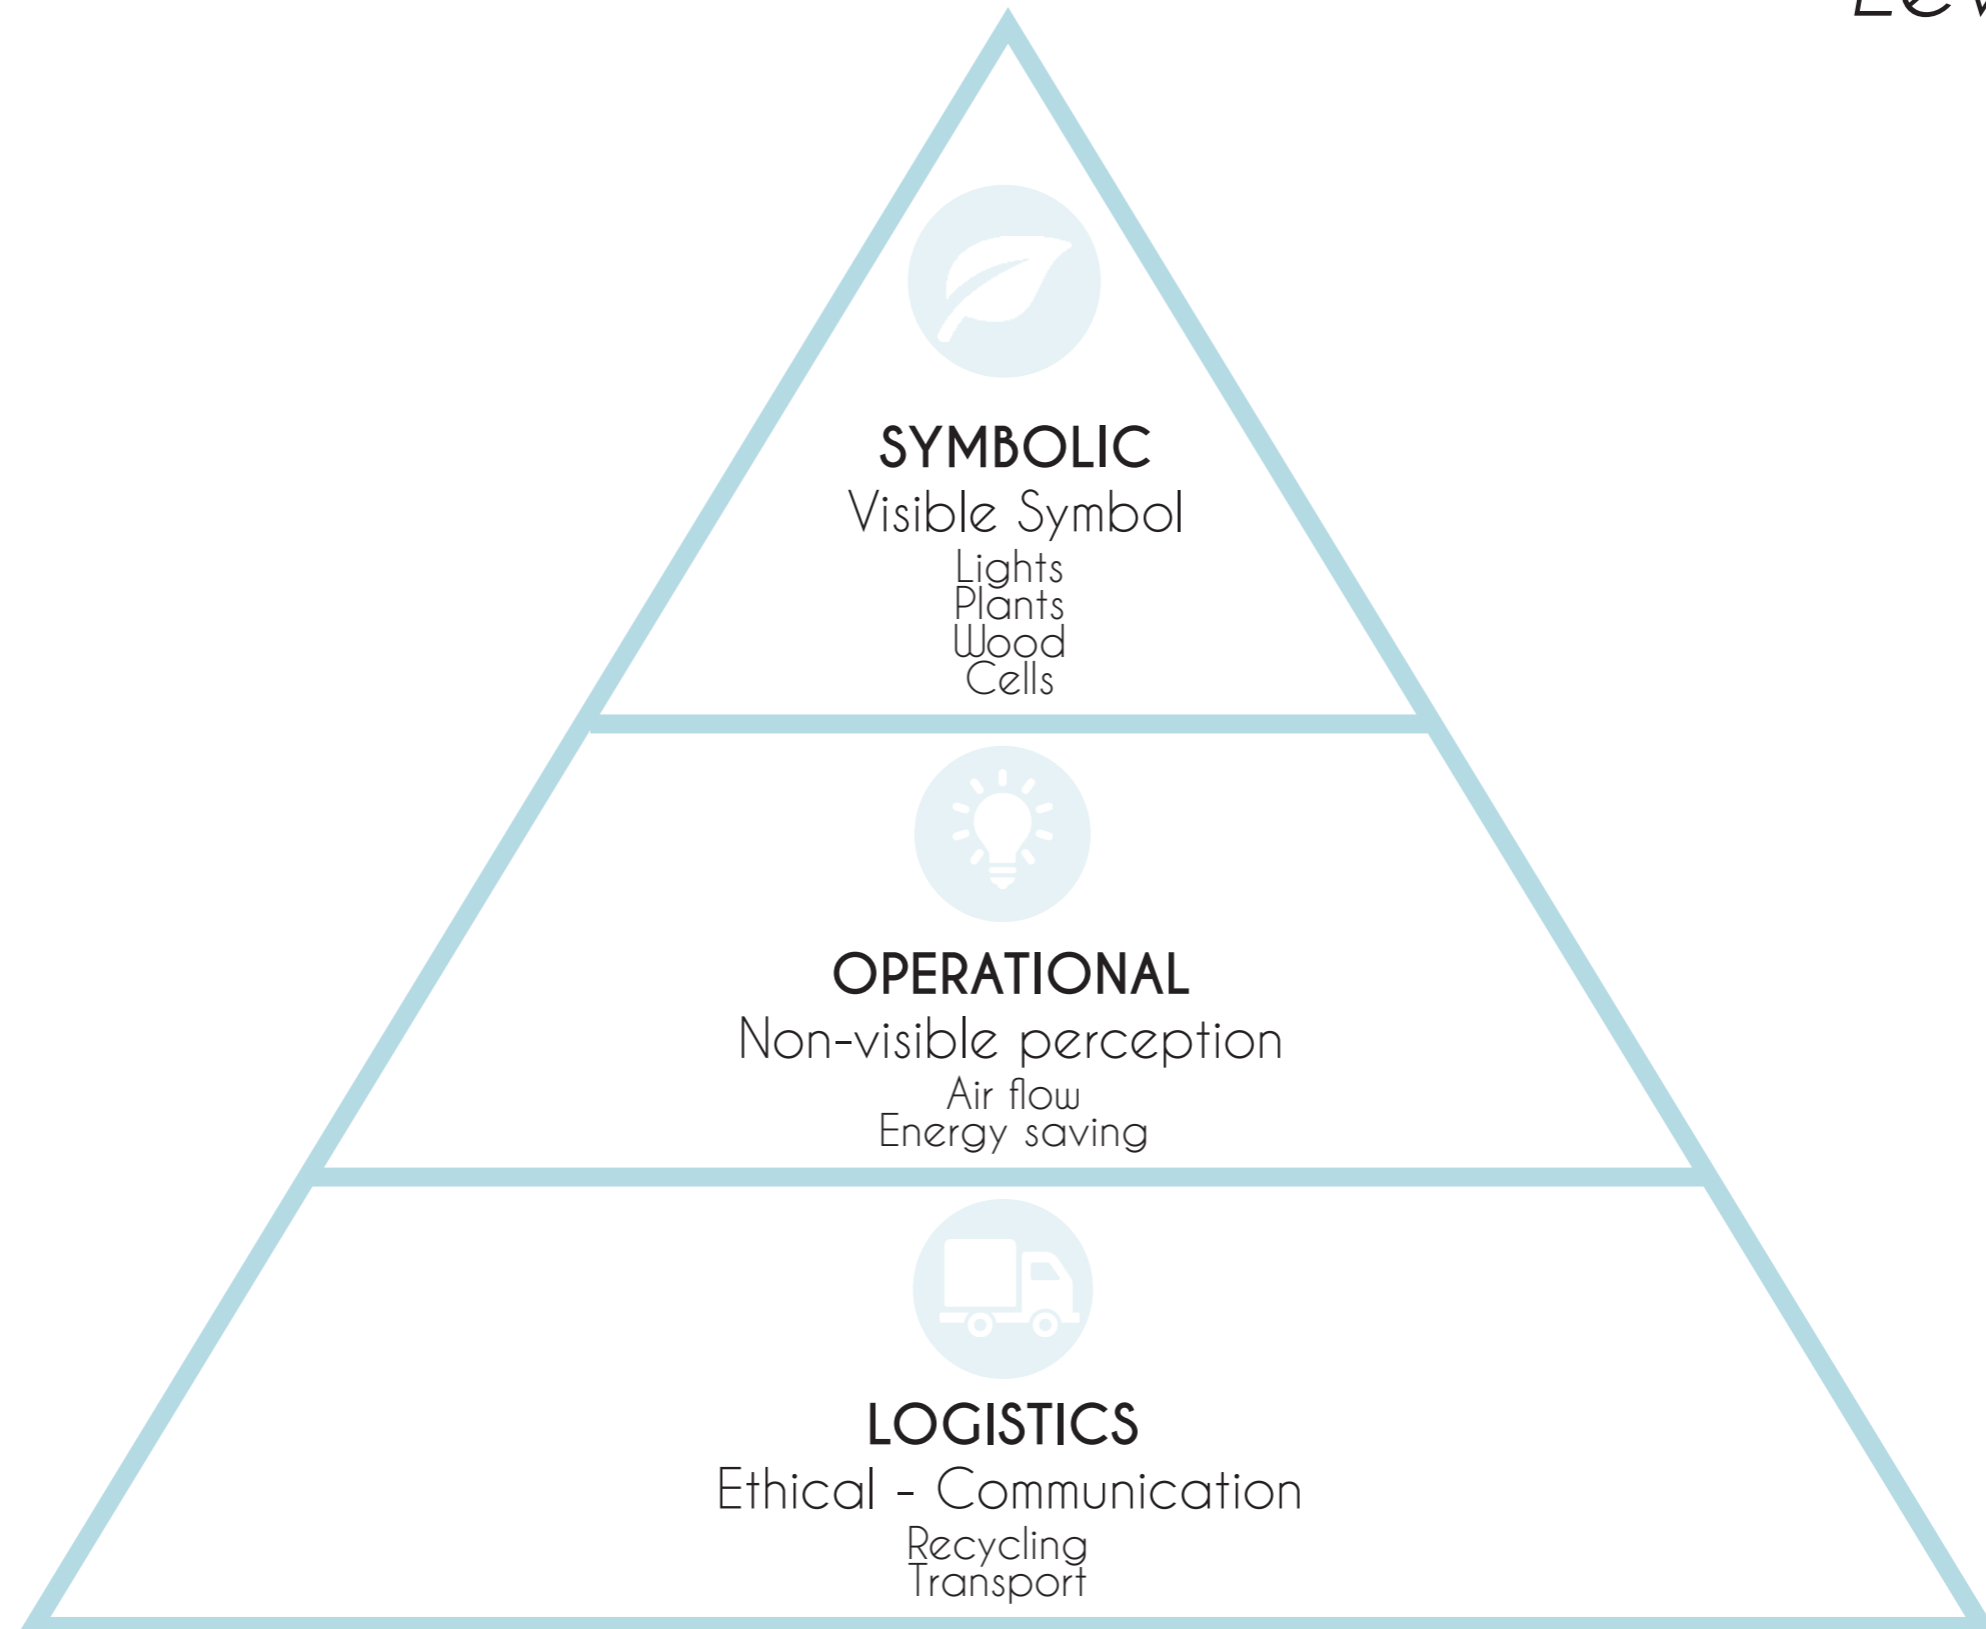 SYMBOLIC
Visible Symbol
Lights
Plants
Wood
Cells
OPERATIONAL
Non-visible perception
Air flow
Energy saving
LOGISTICS
Ethical - Communication
Recycling
Transport